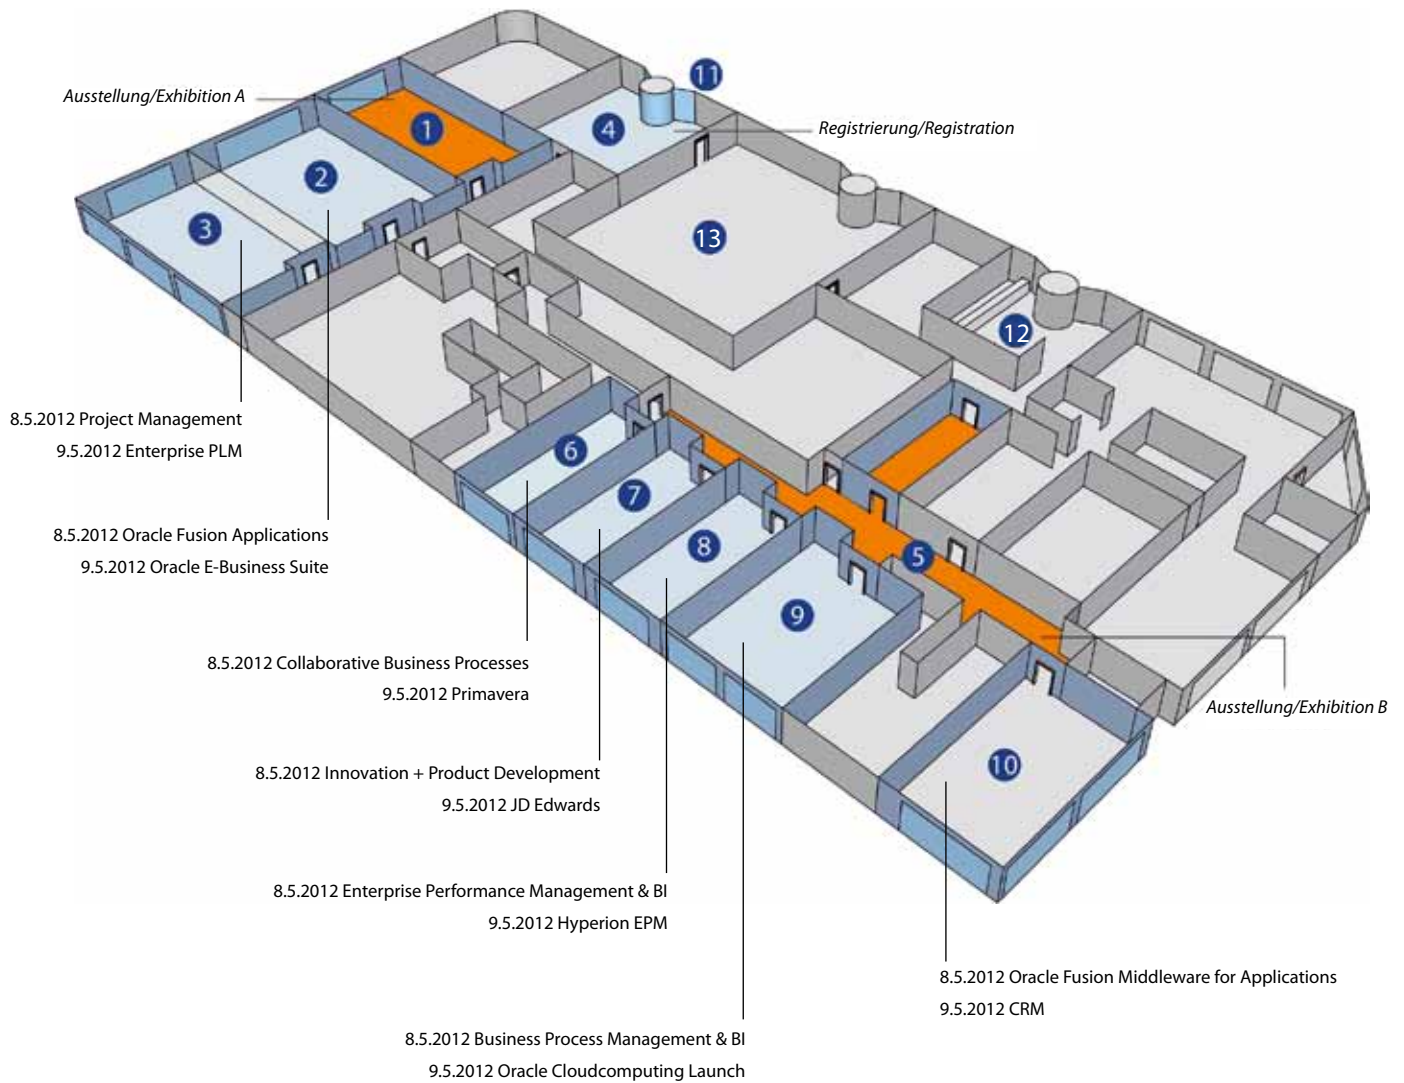 11
Ausstellung/Exhibition A
1
4
Registrierung/Registration
2
3
13
12
8.5.2012 Project Management
9.5.2012 Enterprise PLM
6
7
8
5
8.5.2012 Oracle Fusion Applications
9.5.2012 Oracle E-Business Suite
9
8.5.2012 Collaborative Business Processes
9.5.2012 Primavera
Ausstellung/Exhibition B
10
8.5.2012 Innovation + Product Development
9.5.2012 JD Edwards
8.5.2012 Enterprise Performance Management & BI
9.5.2012 Hyperion EPM
8.5.2012 Oracle Fusion Middleware for Applications
9.5.2012 CRM
8.5.2012 Business Process Management & BI
9.5.2012 Oracle Cloudcomputing Launch